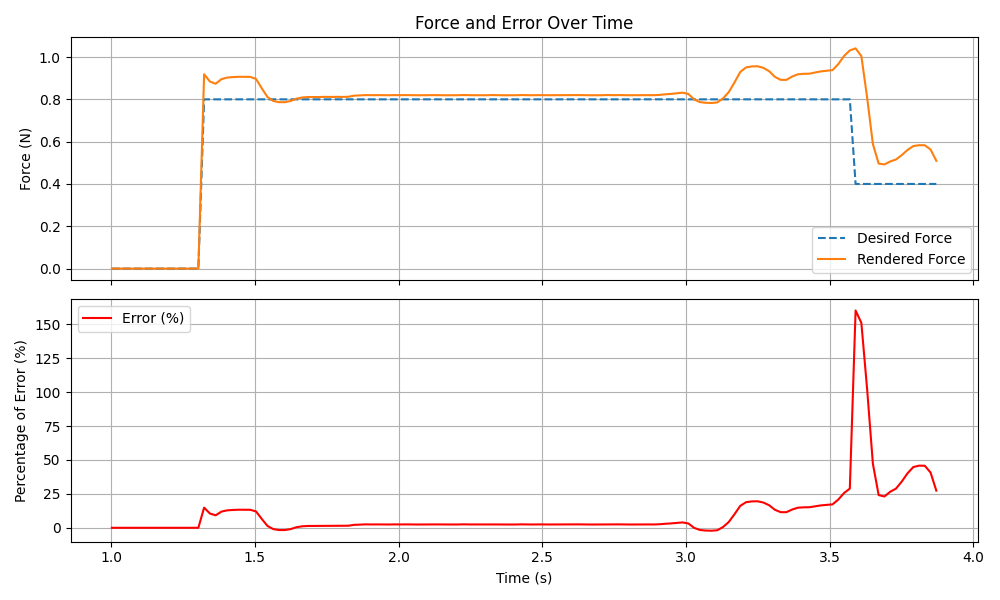 Force and Error Over Time
Force (N)
1.0
0.8
0.6
0.4
0.2
0.0
Desired Force
Rendered Force
Percentage of Error (%)
150
125
100
75
50
25
0
Error (%)
1.0 1.5 2.0 2.5 3.0 3.5 4.0
Time (s)